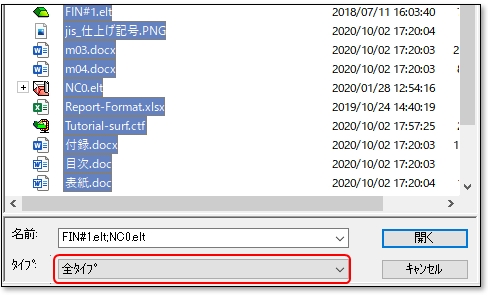 FIN#1.elt 2018/07/11 16:03:40
jis_仕上げ記号.PNG 2020/10/02 17:20:04
m03.docx 2020/10/02 17:20:03 2
m04.docx 2020/10/02 17:20:03
NC0.elt 2020/01/28 12:54:16
Report-Format.xlsx 2019/10/24 14:40:19
Tutorial-surf.ctf 2020/10/02 17:57:25
付録.docx 2020/10/02 17:20:03 1
目次.doc 2020/10/02 17:20:03
表紙.doc 2020/10/02 17:20:04
名前: FIN#1.elt;NC0.elt 開く
タイプ: 全タイプ キャンセル